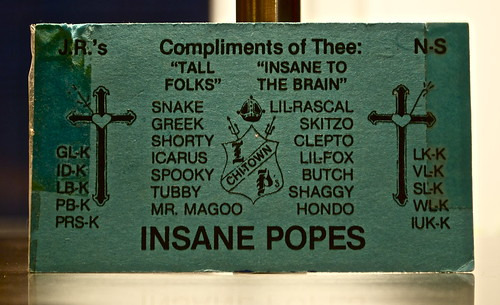 J.R.'s Compliments of Thee: N-S
"TALL "INSANE TO
FOLKS" THE BRAIN"
SNAKE LIL-RASCAL
GREEK SKITZO
SHORTY CLEPTO
ICARUS LIL-FOX
SPOOKY BUTCH
TUBBY SHAGGY
MR. MAGOO HONDO
I
CHITOWN
P
GL-K LK-K
ID-K VL-K
LB-K SL-K
PB-K WL-K
PRS-K IUK-K
INSANE POPES